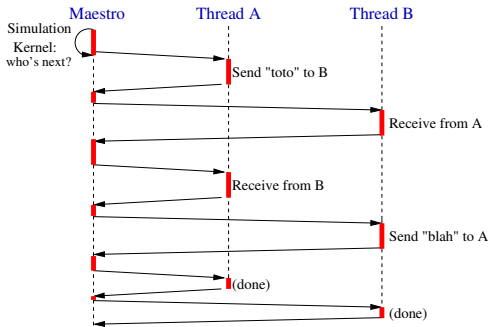 Maestro
Thread A
Thread B
Simulation
Kernel:
who's next?
Send "toto" to B
Receive from A
Receive from B
Send "blah" to A
(done)
(done)